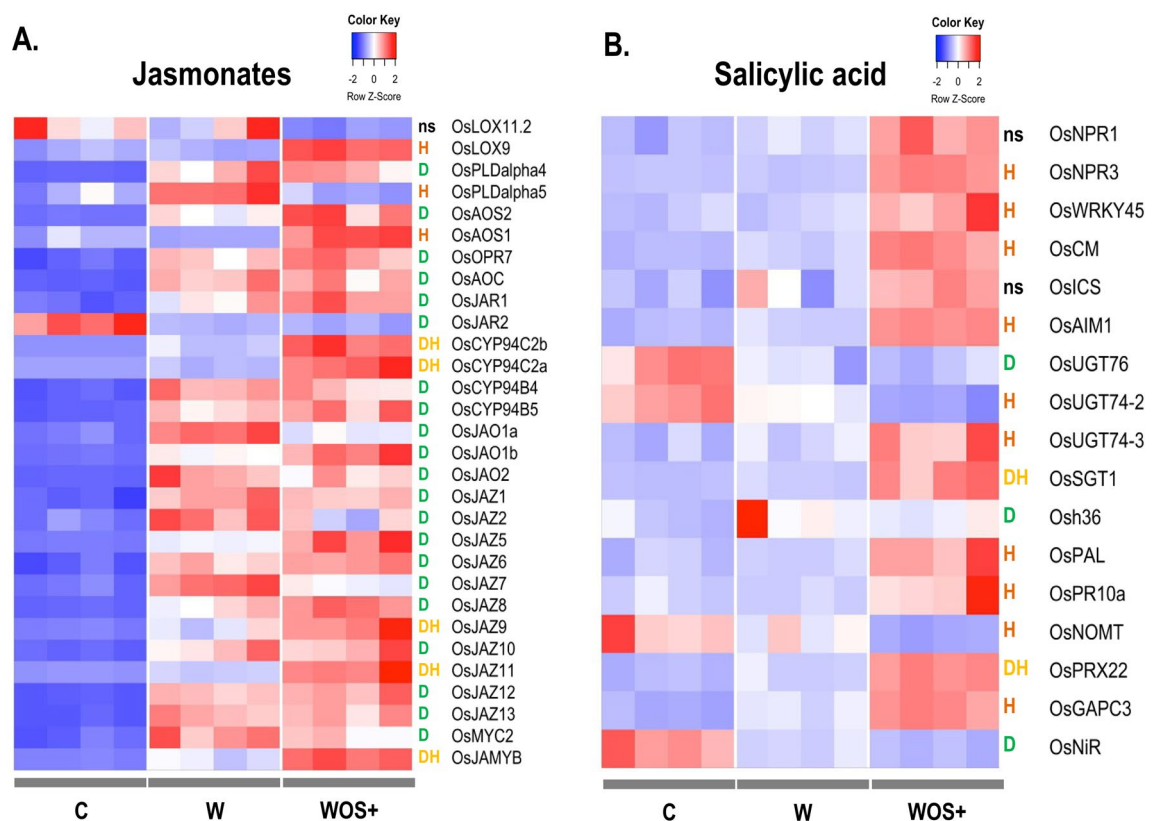 A.
Jasmonates
Color Key
-2 0 2
Row Z-Score
ns OsLOX11.2
H OsLOX9
D OsPLDalpha4
H OsPLDalpha5
D OsAOS2
H OsAOS1
D OsOPR7
D OsAOC
D OsJAR1
D OsJAR2
DH OsCYP94C2b
DH OsCYP94C2a
D OsCYP94B4
D OsCYP94B5
D OsJAO1a
D OsJAO1b
D OsJAO2
D OsJAZ1
D OsJAZ2
D OsJAZ5
D OsJAZ6
D OsJAZ7
D OsJAZ8
DH OsJAZ9
D OsJAZ10
DH OsJAZ11
D OsJAZ12
D OsJAZ13
D OsMYC2
DH OsJAMYB
C W WOS+
B.
Salicylic acid
Color Key
-2 0 2
Row Z-Score
ns OsNPR1
H OsNPR3
H OsWRKY45
H OsCM
ns OsICS
H OsAIM1
D OsUGT76
H OsUGT74-2
H OsUGT74-3
DH OsSGT1
D Osh36
H OsPAL
H OsPR10a
H OsNOMT
DH OsPRX22
H OsGAPC3
D OsNiR
C W WOS+